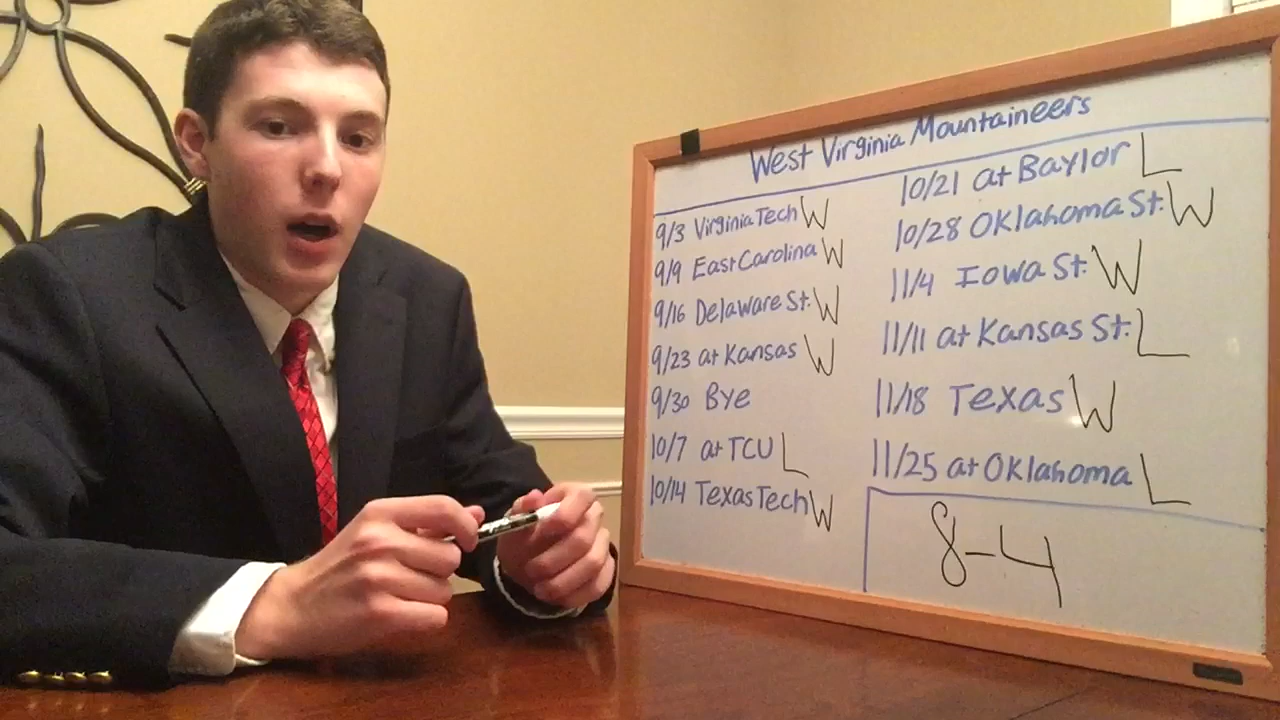 West Virginia Mountaineers
9/3 Virginia Tech W
9/9 East Carolina W
9/16 Delaware St. W
9/23 at Kansas W
9/30 Bye
10/7 at TCU L
10/14 Texas Tech W
10/21 at Baylor L
10/28 Oklahoma St. W
11/4 Iowa St. W
11/11 at Kansas St. L
11/18 Texas W
11/25 at Oklahoma L
8-4